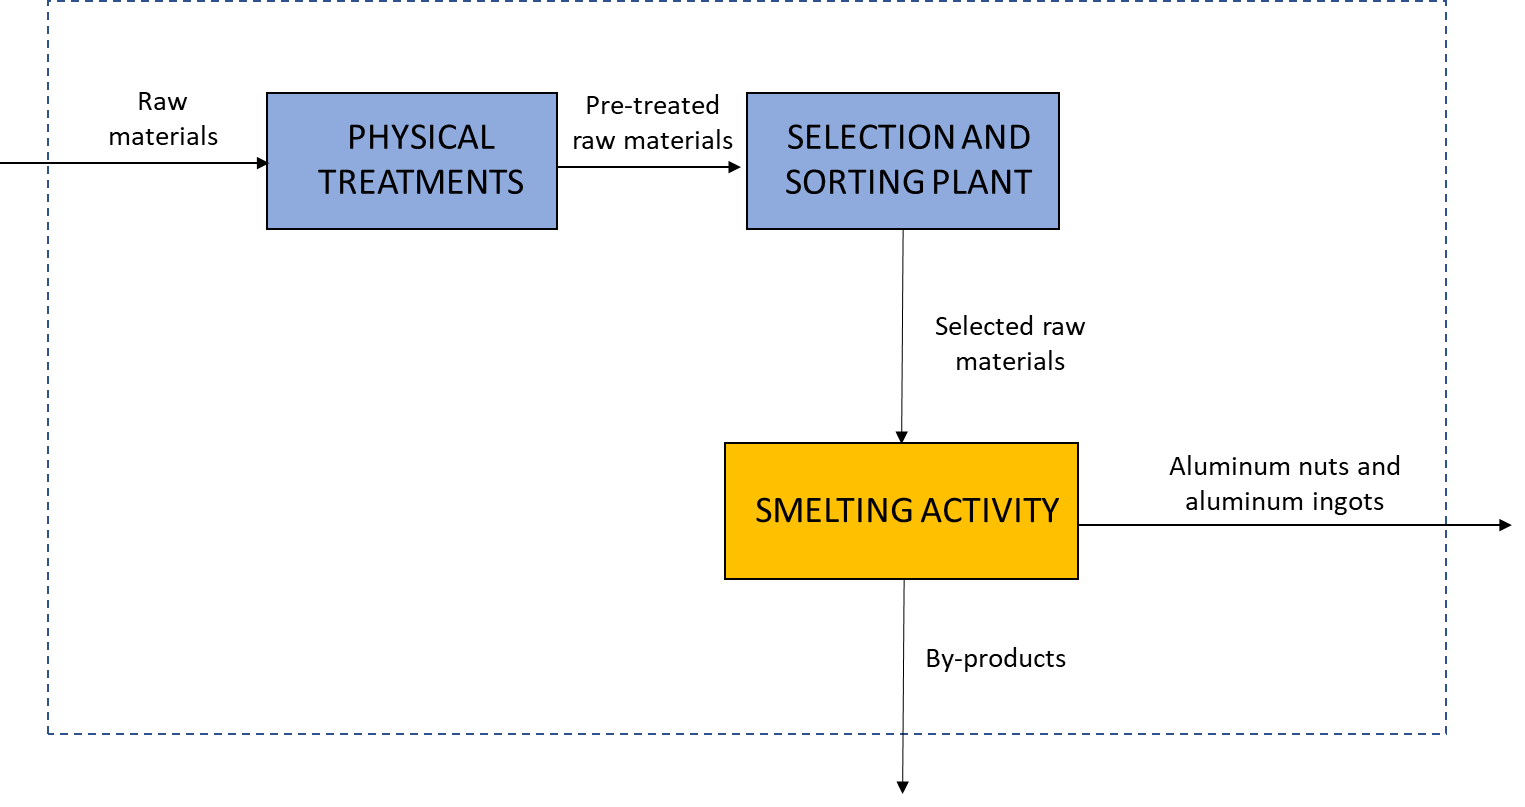 Raw
materials
PHYSICAL
TREATMENTS
Pre-treated
raw materials
SELECTION AND
SORTING PLANT
Selected raw
materials
SMELTING ACTIVITY
Aluminum nuts and
aluminum ingots
By-products